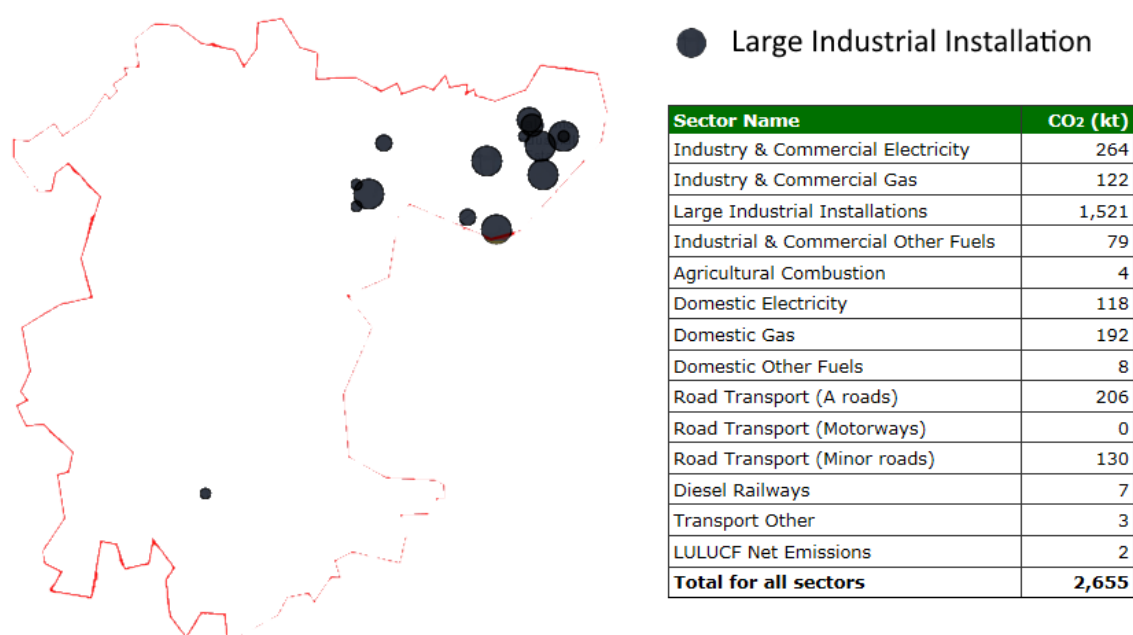 Large Industrial Installation
Sector Name CO₂ (kt)
Industry & Commercial Electricity 264
Industry & Commercial Gas 122
Large Industrial Installations 1,521
Industrial & Commercial Other Fuels 79
Agricultural Combustion 4
Domestic Electricity 118
Domestic Gas 192
Domestic Other Fuels 8
Road Transport (A roads) 206
Road Transport (Motorways) 0
Road Transport (Minor roads) 130
Diesel Railways 7
Transport Other 3
LULUCF Net Emissions 2
Total for all sectors 2,655